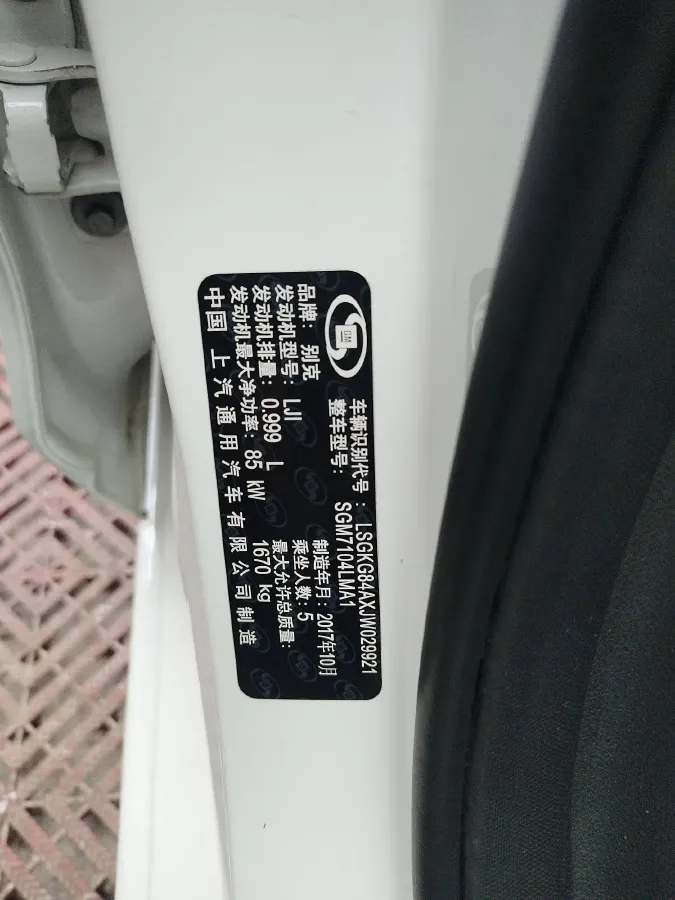 GM
车辆识别代号：LSGKG84AXJW029921
整车型号：SGM7104LMA1
品牌：别克 制造年月：2017年10月
发动机型号：LJI 乘坐人数：5
发动机排量：0.999 L 最大允许总质量：
发动机最大净功率：85 kW 1670 kg
中国 上汽通用汽车有限公司制造